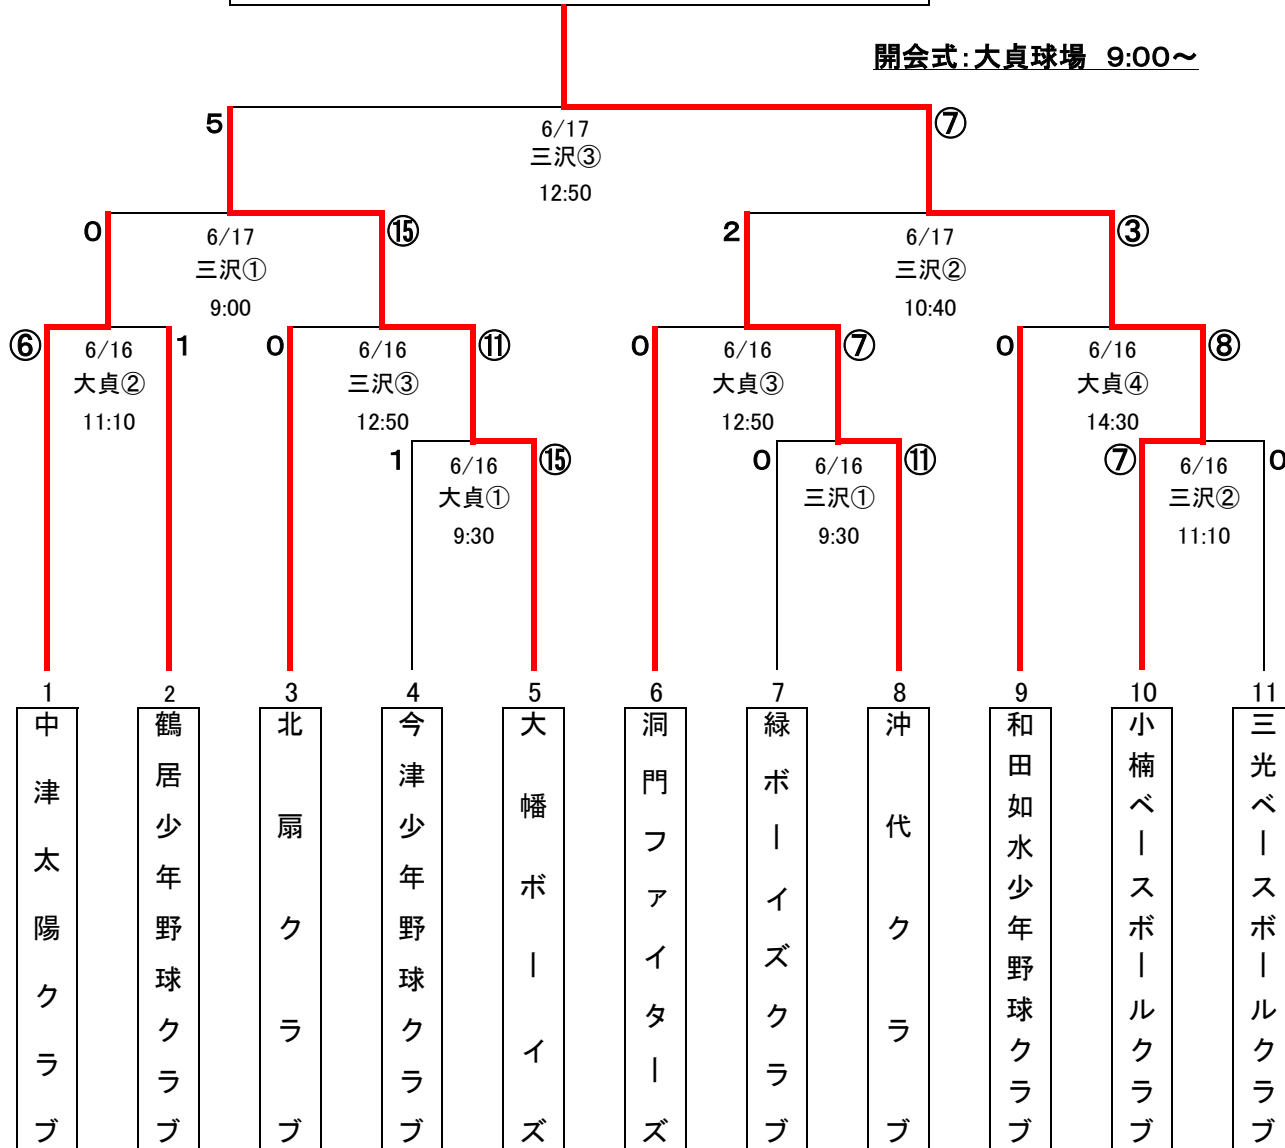 開会式：大貞球場　9:00～
5
6/17
三沢③
12:50
⑦
0
6/17
三沢①
9:00
⑮
2
6/17
三沢②
10:40
③
⑥
6/16
大貞②
11:10
1
0
6/16
三沢③
12:50
⑪
0
6/16
大貞③
12:50
⑦
0
6/16
大貞④
14:30
⑧
1
6/16
大貞①
9:30
⑮
0
6/16
三沢①
9:30
⑪
⑦
6/16
三沢②
11:10
0
1
中津太陽クラブ
2
鶴居少年野球クラブ
3
北扇クラブ
4
今津少年野球クラブ
5
大幡ボーイズ
6
洞門ファイターズ
7
緑ボーイズクラブ
8
沖代クラブ
9
和田如水少年野球クラブ
10
小楠ベースボールクラブ
11
三光ベースボールクラブ